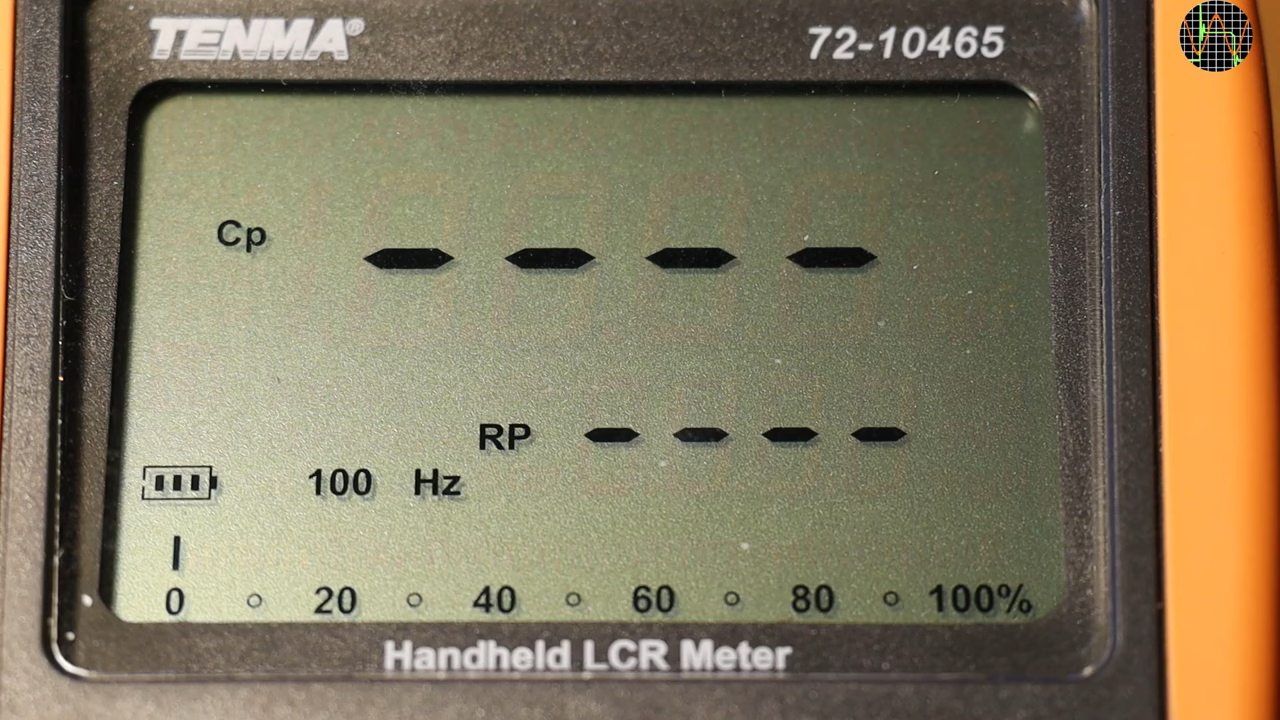 TENMA® 72-10465
Cp - - - -
RP - - - -
100 Hz
0 20 40 60 80 100%
Handheld LCR Meter